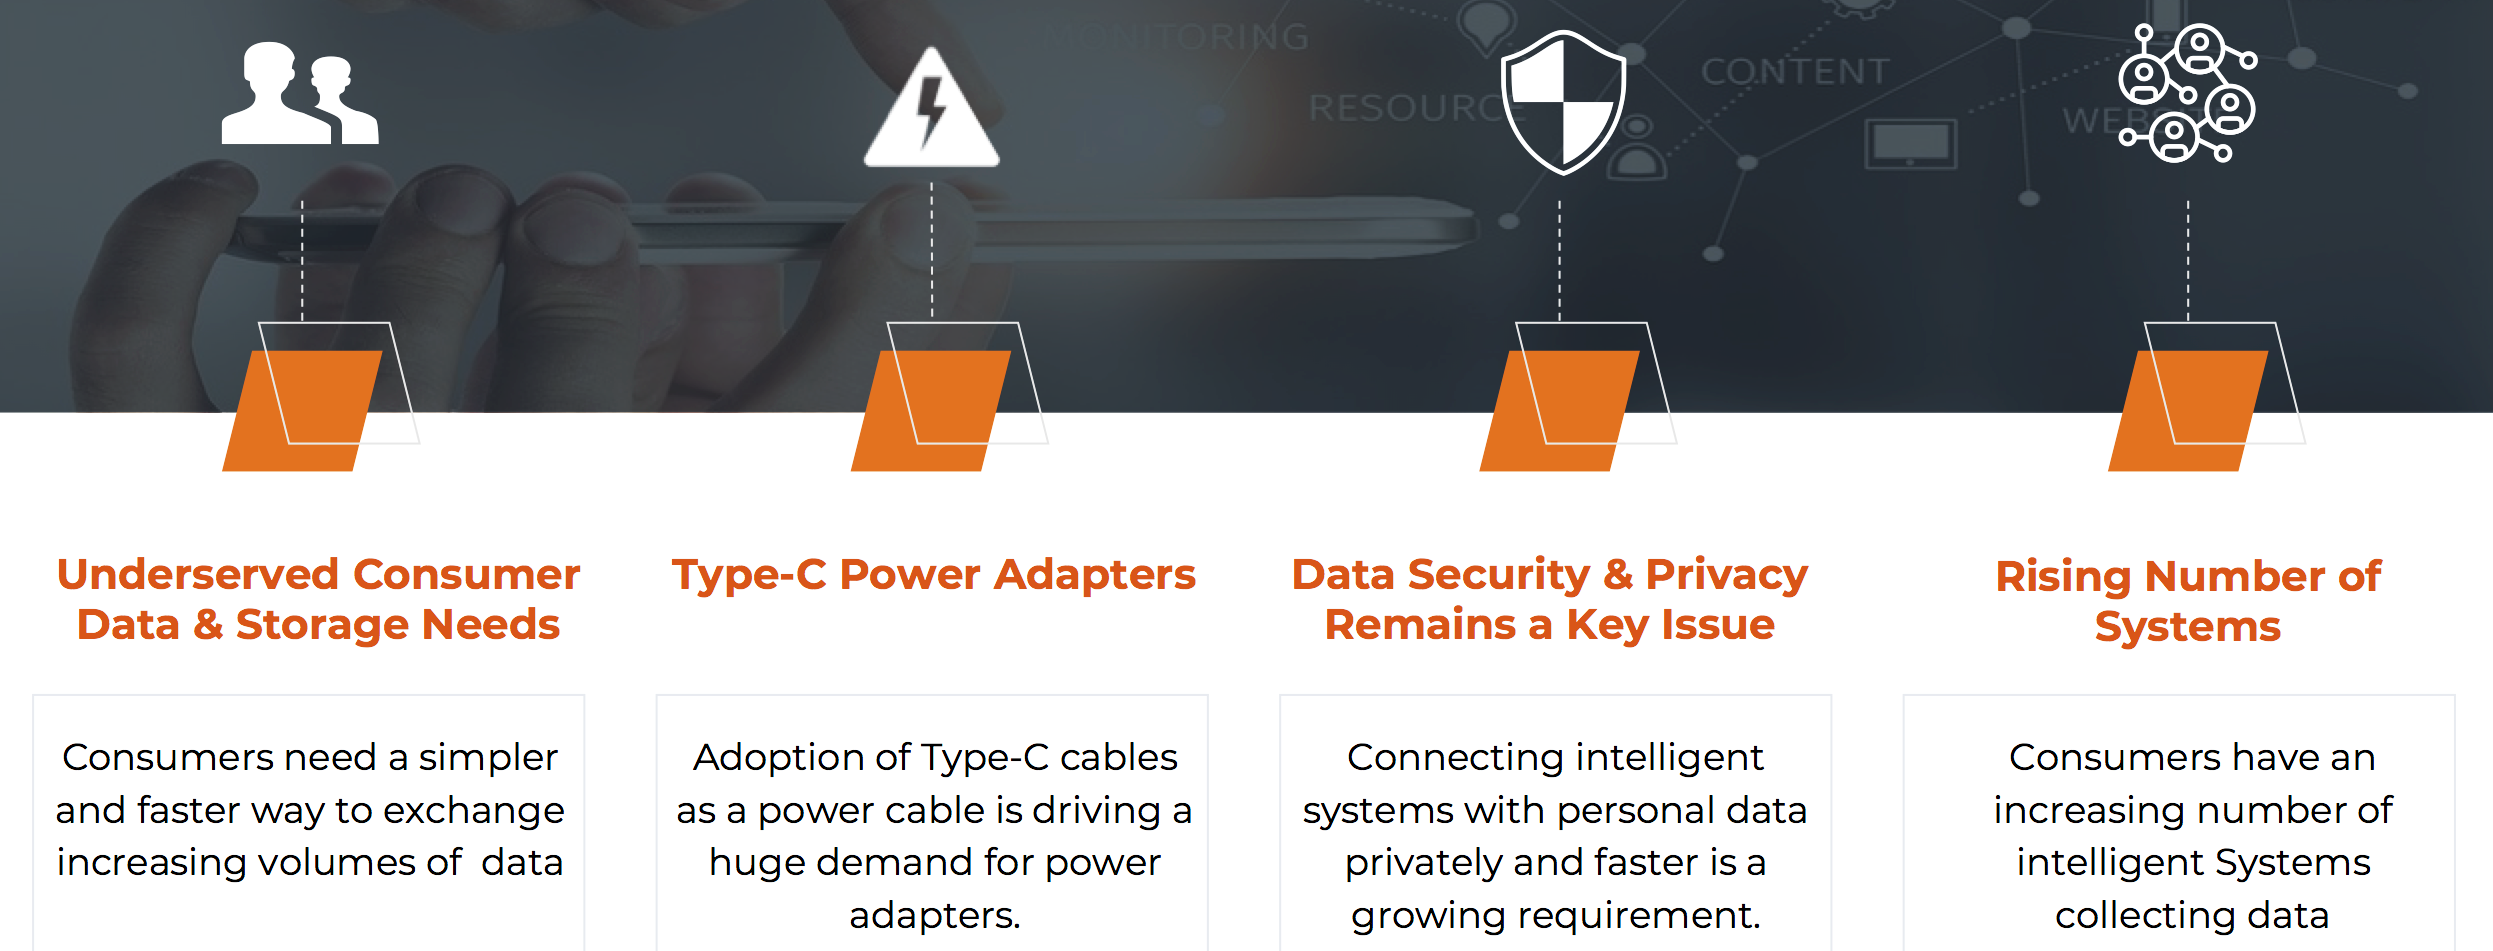 MONITORING
CONTENT
RESOURCE
Underserved Consumer
Data & Storage Needs
Consumers need a simpler
and faster way to exchange
increasing volumes of data
Type-C Power Adapters
Adoption of Type-C cables
as a power cable is driving a
huge demand for power
adapters.
Data Security & Privacy
Remains a Key Issue
Connecting intelligent
systems with personal data
privately and faster is a
growing requirement.
Rising Number of
Systems
Consumers have an
increasing number of
intelligent Systems
collecting data